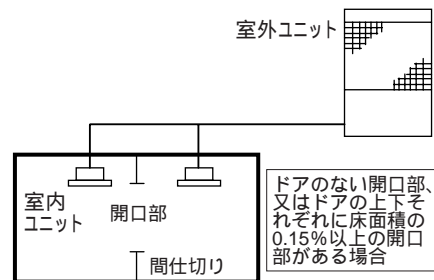 室外ユニット
室内
ユニット
開口部
間仕切り
ドアのない開口部、
又はドアの上下そ
れぞれに床面積の
0.15%以上の開口
部がある場合